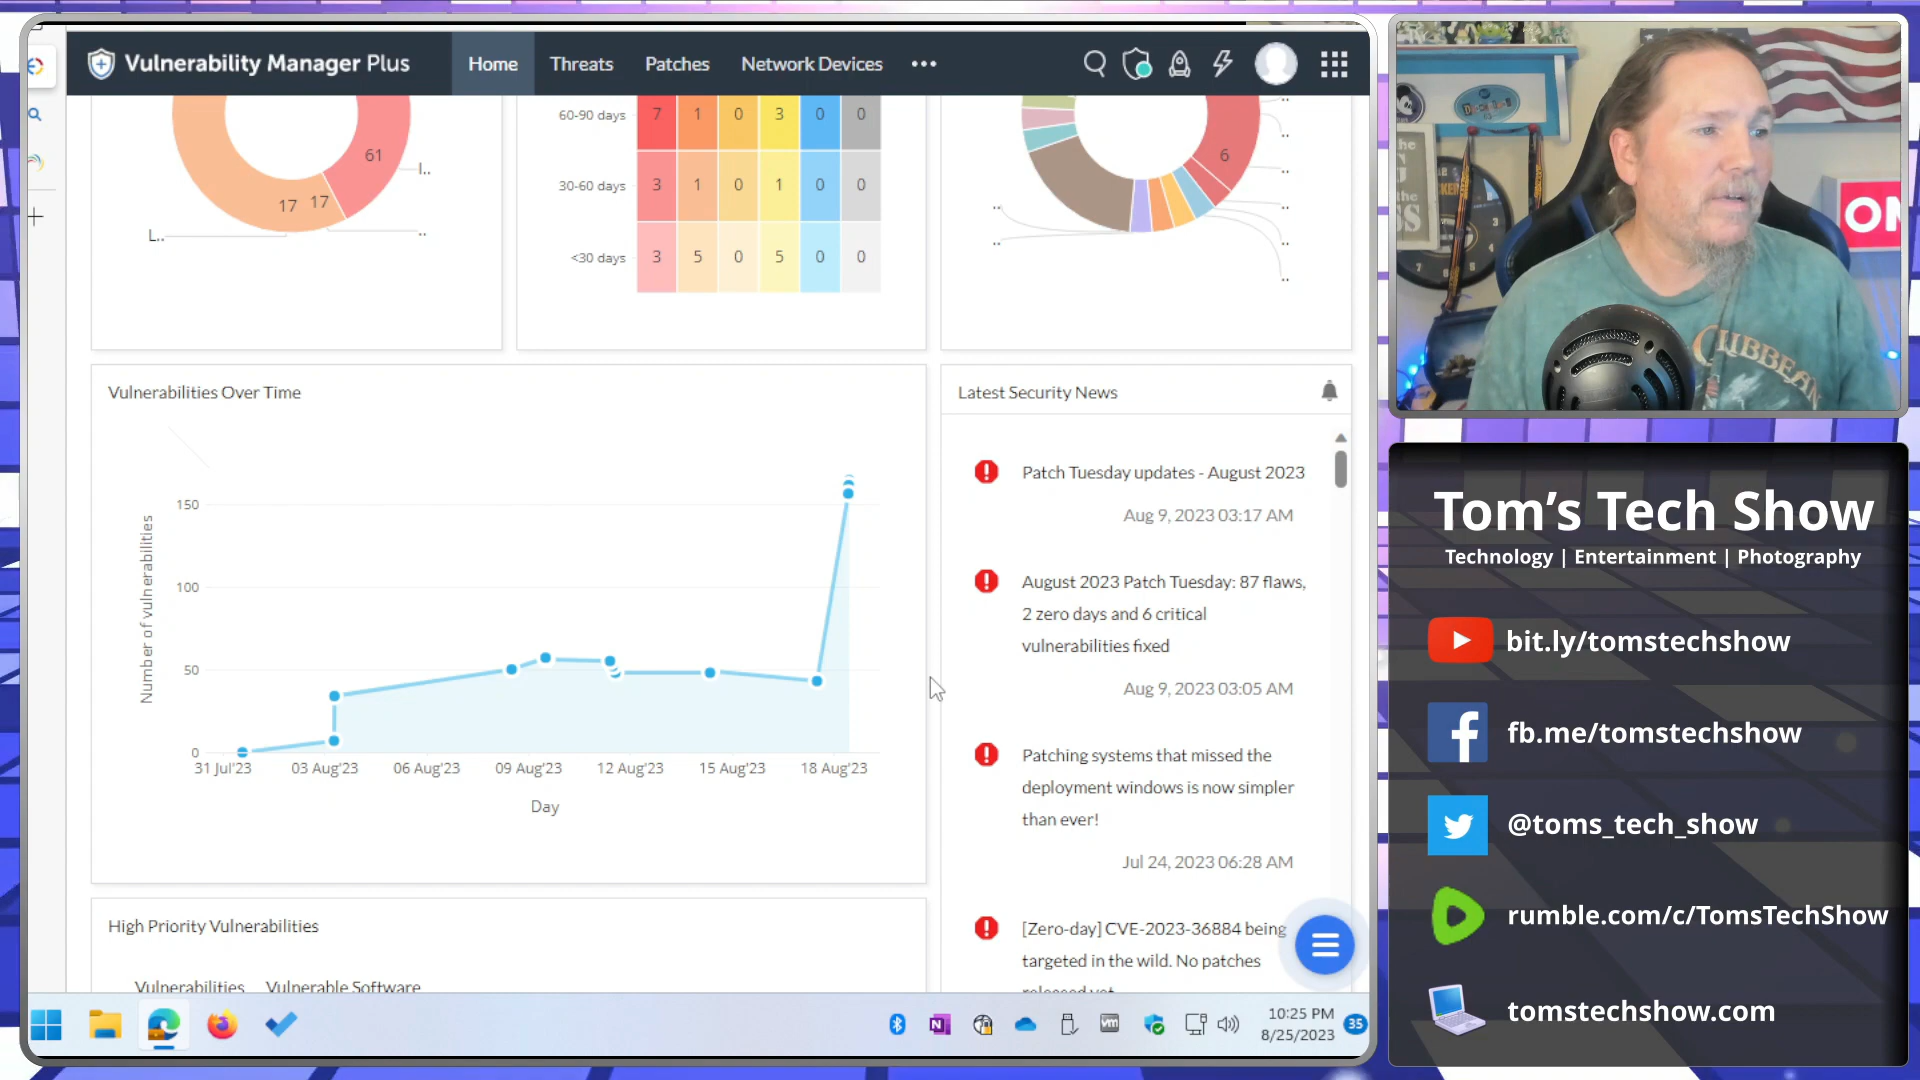 Vulnerability Manager Plus
Home
Threats
Patches
Network Devices
61
17 17
L..
I..
60-90 days 7 1 0 3 0 0
30-60 days 3 1 0 1 0 0
<30 days 3 5 0 5 0 0
6
Vulnerabilities Over Time
Number of vulnerabilities
150
100
50
0
31 Jul'23 03 Aug'23 06 Aug'23 09 Aug'23 12 Aug'23 15 Aug'23 18 Aug'23
Day
High Priority Vulnerabilities
Vulnerabilities Vulnerable Software
Latest Security News
Patch Tuesday updates - August 2023
Aug 9, 2023 03:17 AM
August 2023 Patch Tuesday: 87 flaws,
2 zero days and 6 critical
vulnerabilities fixed
Aug 9, 2023 03:05 AM
Patching systems that missed the
deployment windows is now simpler
than ever!
Jul 24, 2023 06:28 AM
[Zero-day] CVE-2023-36884 being
targeted in the wild. No patches
released yet
N
vm
10:25 PM
8/25/2023
35
Tom's Tech Show
Technology | Entertainment | Photography
bit.ly/tomstechshow
fb.me/tomstechshow
@toms_tech_show
rumble.com/c/TomsTechShow
tomstechshow.com